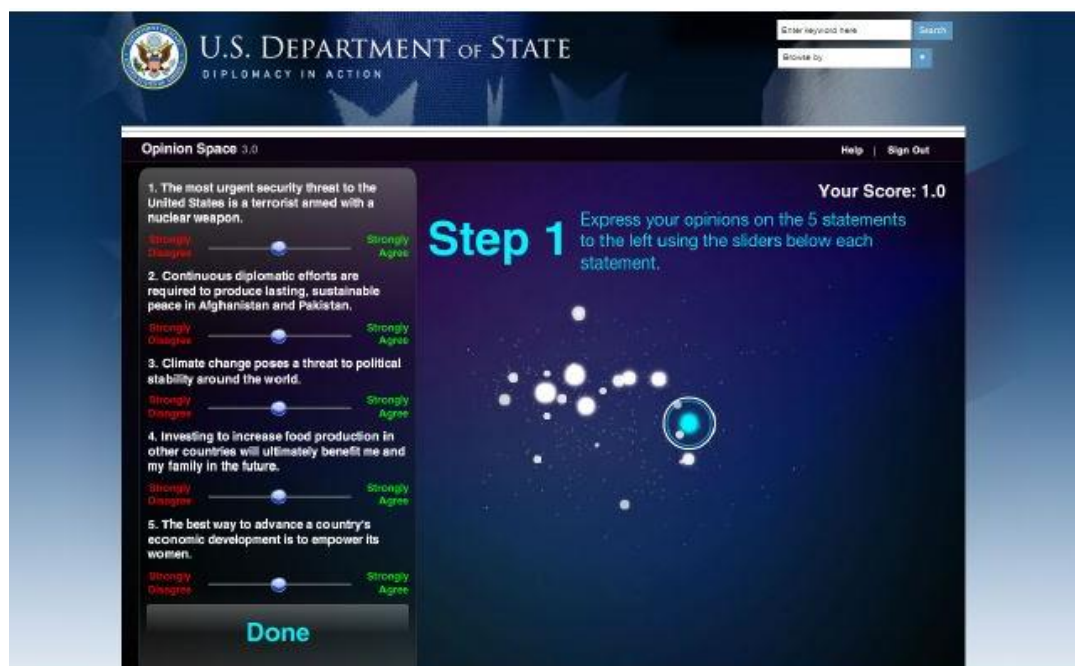 U.S. DEPARTMENT OF STATE
DIPLOMACY IN ACTION
Enter keyword here
Search
Browse by
Opinion Space 3.0
Help | Sign Out
1. The most urgent security threat to the
United States is a terrorist armed with a
nuclear weapon.
Strongly
Disagree
Strongly
Agree
2. Continuous diplomatic efforts are
required to produce lasting, sustainable
peace in Afghanistan and Pakistan.
Strongly
Disagree
Strongly
Agree
3. Climate change poses a threat to political
stability around the world.
Strongly
Disagree
Strongly
Agree
4. Investing to increase food production in
other countries will ultimately benefit me and
my family in the future.
Strongly
Disagree
Strongly
Agree
5. The best way to advance a country's
economic development is to empower its
women.
Strongly
Disagree
Strongly
Agree
Done
Your Score: 1.0
Step 1
Express your opinions on the 5 statements
to the left using the sliders below each
statement.